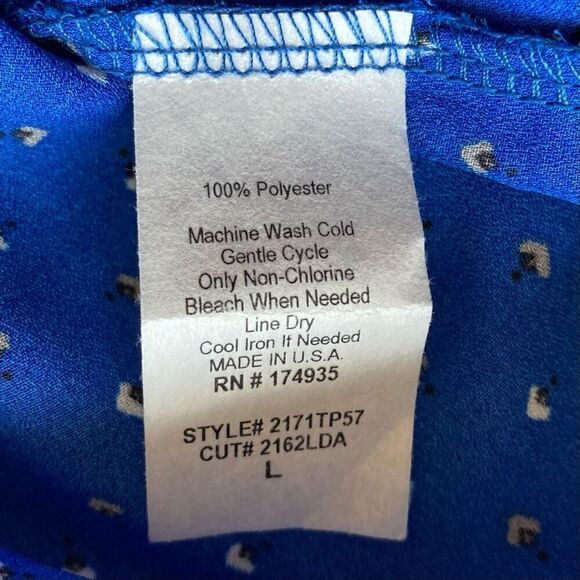 100% Polyester
Machine Wash Cold
Gentle Cycle
Only Non-Chlorine
Bleach When Needed
Line Dry
Cool Iron If Needed
MADE IN U.S.A.
RN # 174935
STYLE# 2171TP57
CUT# 2162LDA
L